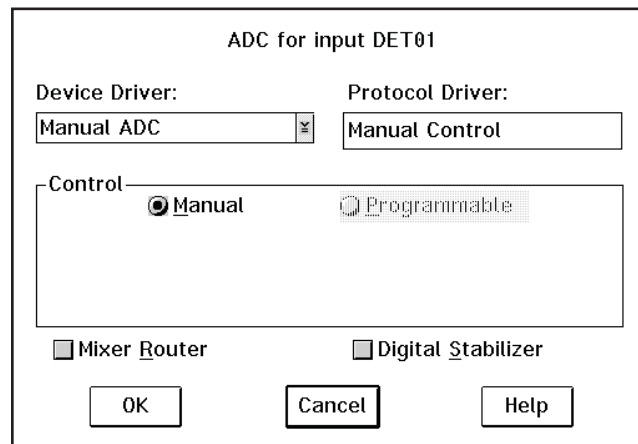 ADC for input DET01
Device Driver: Protocol Driver:
Manual ADC Manual Control
Control
Manual Programmable
Mixer Router Digital Stabilizer
OK Cancel Help